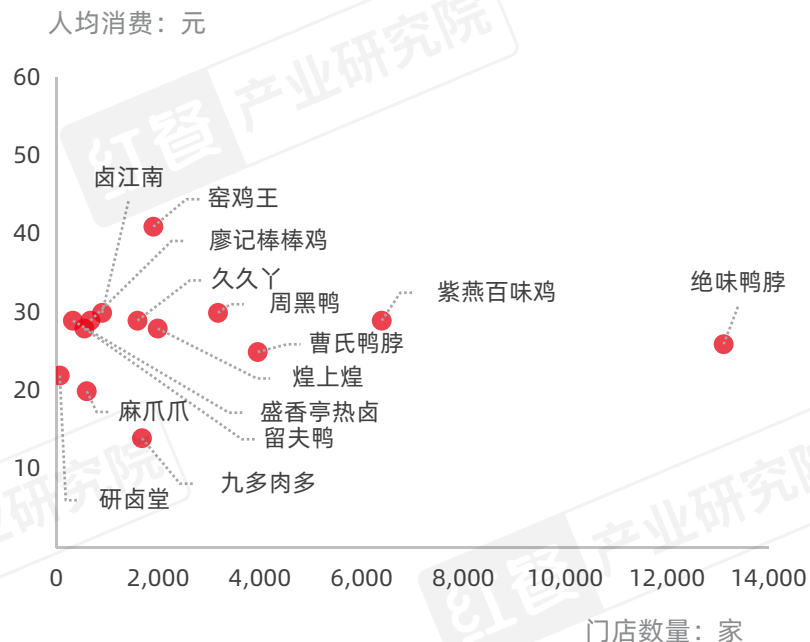 人均消费：元
红餐 产业研究院
60
50
卤江南
窑鸡王
40
廖记棒棒鸡
久久丫
绝味鸭脖
紫燕百味鸡
周黑鸭
30
曹氏鸭脖
煌上煌
20
麻爪爪
盛香亭热卤
留夫鸭
10
九多肉多
研卤堂
业研究院
红餐 产业研究院
0 2,000 4,000 6,000 8,000 10,000 12,000 14,000
门店数量：家